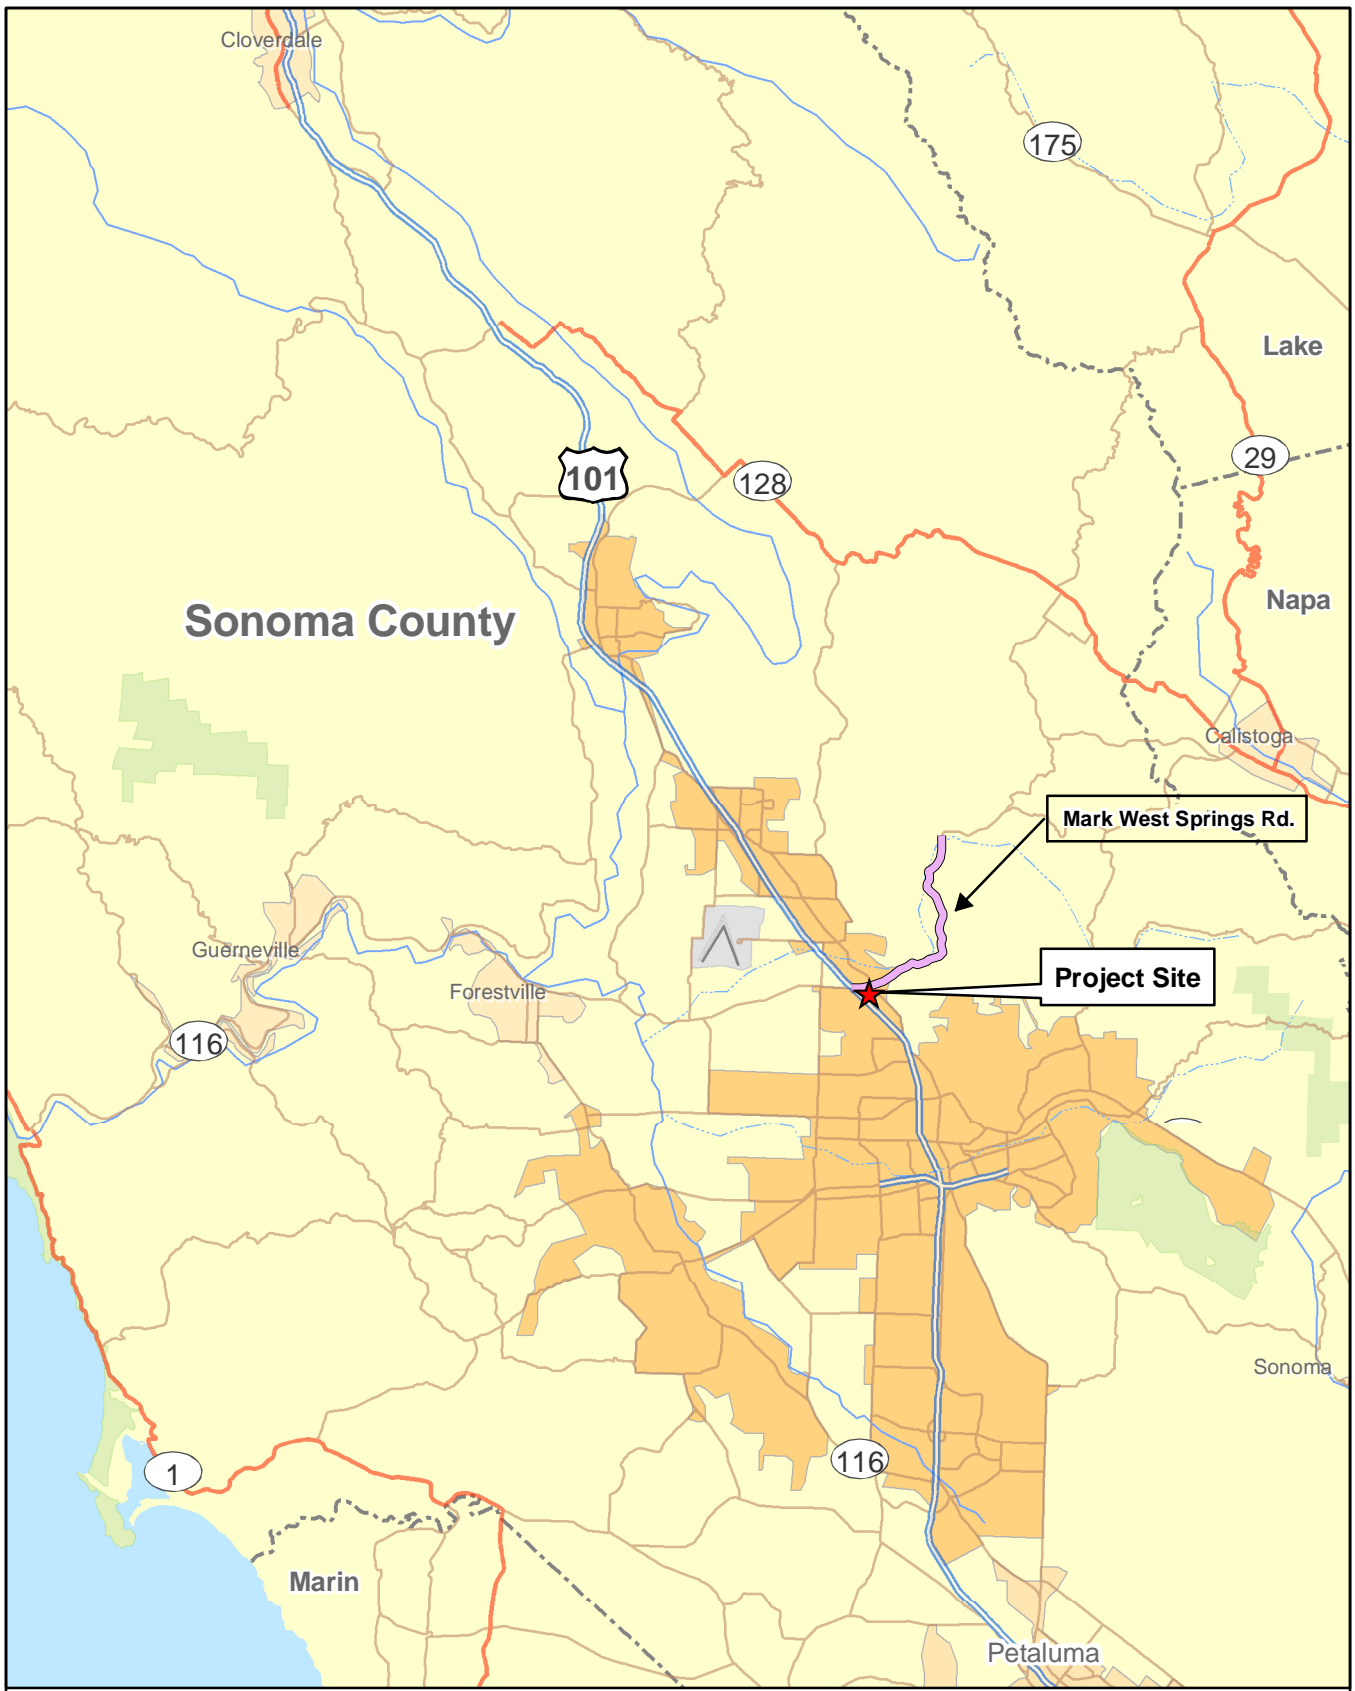 Cloverdale
175
Lake
29
101
128
Napa
Sonoma County
Calistoga
Mark West Springs Rd.
Guerneville
Project Site
Forestville
116
Sonoma
116
1
Marin
Petaluma